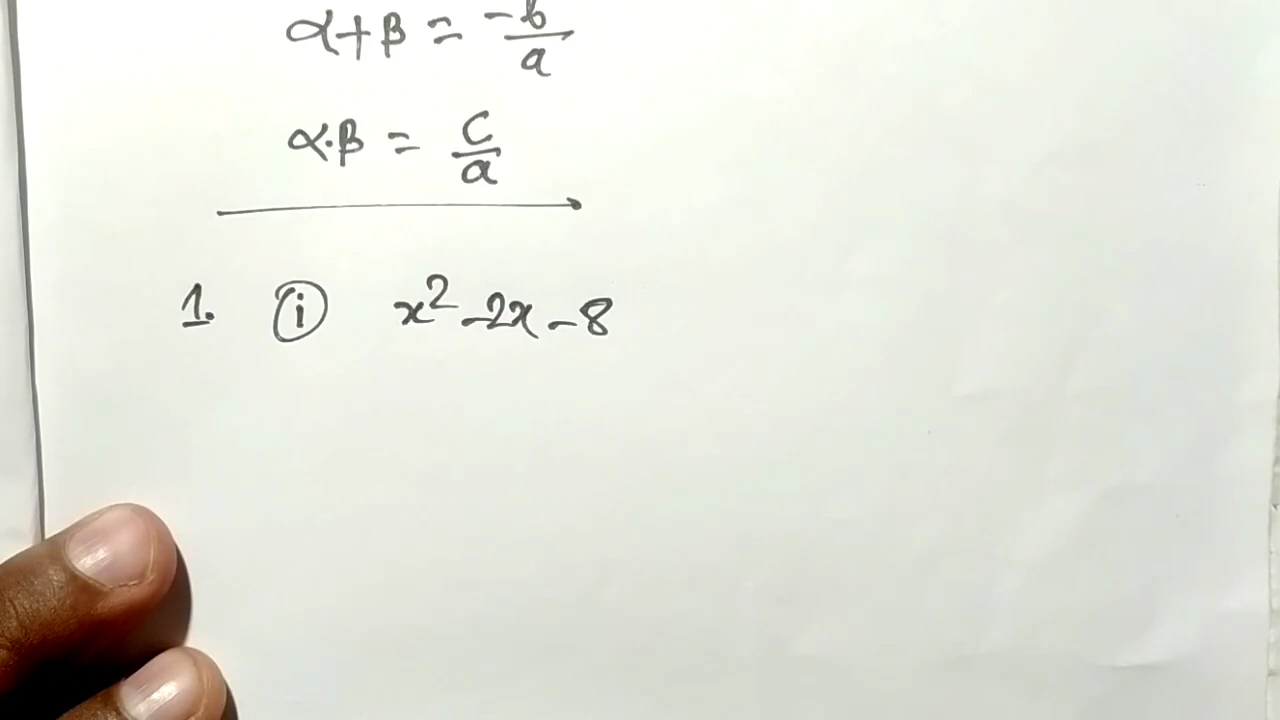 α+β = -b/a
α.β = c/a
1. (i) x² -2x -8